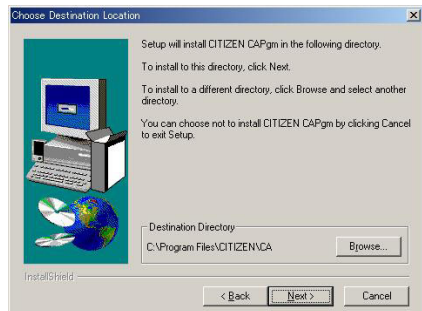 Choose Destination Location
Setup will install CITIZEN CAPgm in the following directory.
To install to this directory, click Next.
To install to a different directory, click Browse and select another
directory.
You can choose not to install CITIZEN CAPgm by clicking Cancel
to exit Setup.
Destination Directory
C:\Program Files\CITIZEN\CA
Browse...
InstallShield
< Back
Next >
Cancel